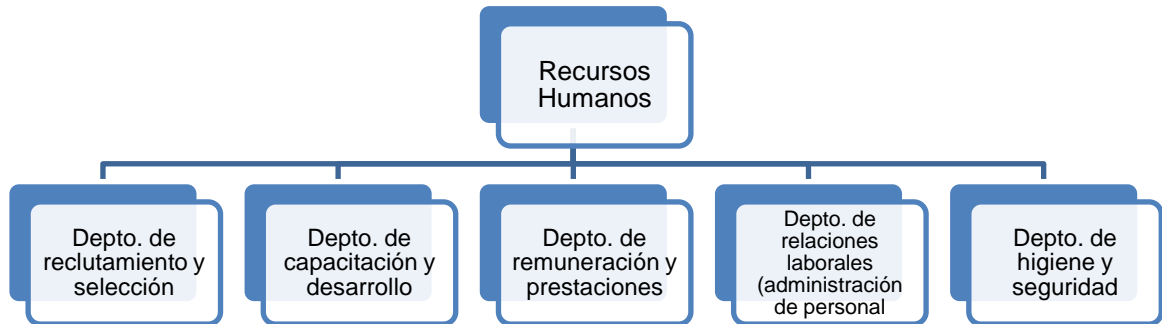 Recursos
Humanos
Depto. de
reclutamiento y
selección
Depto. de
capacitación y
desarrollo
Depto. de
remuneración y
prestaciones
Depto. de
relaciones
laborales
(administración
de personal
Depto. de
higiene y
seguridad